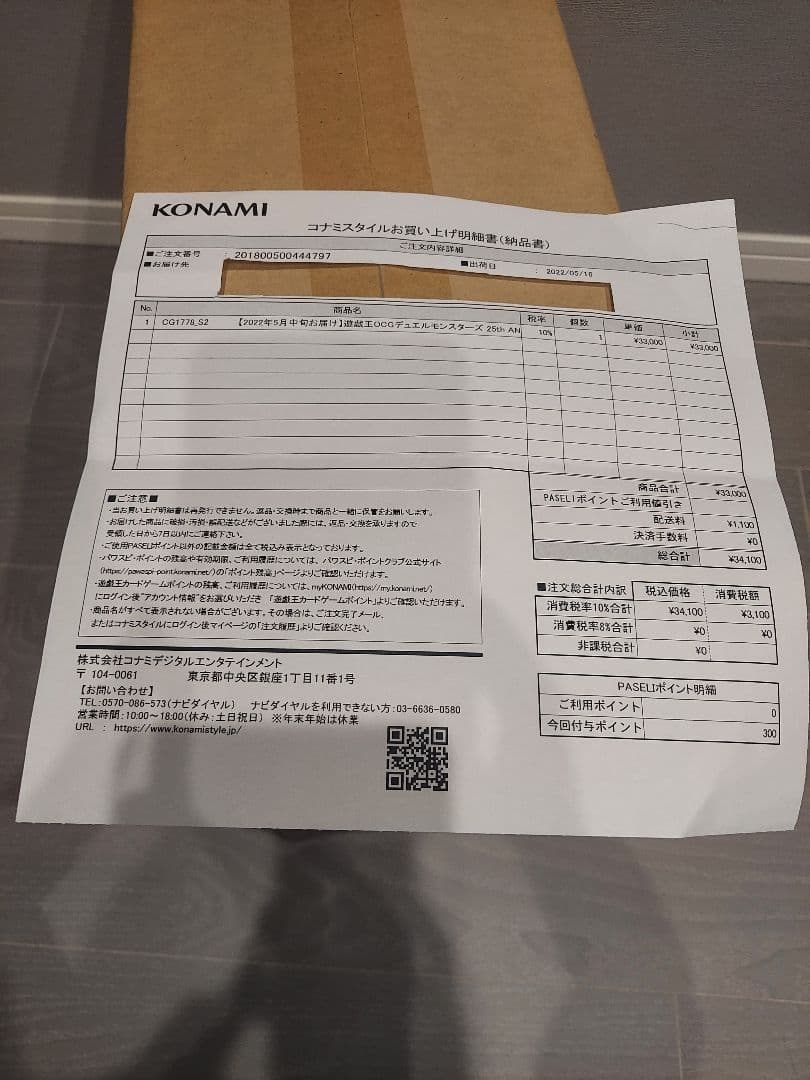 KONAMI
コナミスタイルお買い上げ明細書(納品書)
ご注文内容詳細
■ご注文番号 : 201800500444797
■出荷日 : 2022/05/16
■お届け先
No. 商品名 税率 個数 単価 小計
1 CG1778_S2 【2022年5月中旬お届け】遊戯王OCGデュエルモンスターズ 25th AN 10% 1 ¥33,000 ¥33,000
商品合計 ¥33,000
PASELIポイントご利用値引き
配送料 ¥1,100
決済手数料 ¥0
総合計 ¥34,100
■ご注意■
・当お買い上げ明細書は再発行できません。返品・交換時まで商品と一緒に保管をお願いします。
・お届けした商品に破損・汚損・誤配送などがございました際には、返品・交換を承りますので
受領した日から7日以内にご連絡下さい。
・ご使用PASELIポイント以外の記載金額は全て税込み表示となっております。
・パワスピ・ポイントの残高や有効期限、ご利用履歴については、パワスピ・ポイントクラブ公式サイト
(https://pawaspi-point.konami.net/)の「ポイント残高」ページよりご確認いただけます。
・遊戯王カードゲームポイントの残高、ご利用履歴については、myKONAMI(https://my.konami.net/)
にログイン後"アカウント情報"をお選びいただき 「遊戯王カードゲームポイント」よりご確認いただけます。
・商品名がすべて表示されない場合がございます。その場合は、ご注文完了メール、
またはコナミスタイルにログイン後マイページの「注文履歴」よりご確認ください。
■注文総合計内訳 税込価格 消費税額
消費税率10%合計 ¥34,100 ¥3,100
消費税率8%合計 ¥0 ¥0
非課税合計 ¥0
株式会社コナミデジタルエンタテインメント
〒 104-0061 東京都中央区銀座1丁目11番1号
【お問い合わせ】
TEL:0570-086-573(ナビダイヤル) ナビダイヤルを利用できない方:03-6636-0580
営業時間:10:00~18:00(休み:土日祝日) ※年末年始は休業
URL : https://www.konamistyle.jp/
PASELIポイント明細
ご利用ポイント 0
今回付与ポイント 300